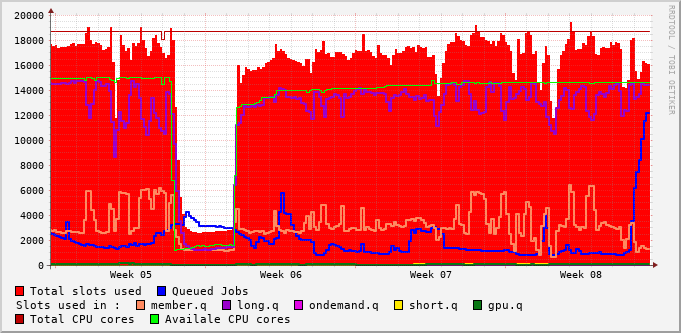 20000
18000
16000
14000
12000
10000
8000
6000
4000
2000
0
Week 05 Week 06 Week 07 Week 08
RRDTOOL / TOBI OETIKER
Total slots used Queued Jobs
Slots used in : member.q long.q ondemand.q short.q gpu.q
Total CPU cores Availale CPU cores